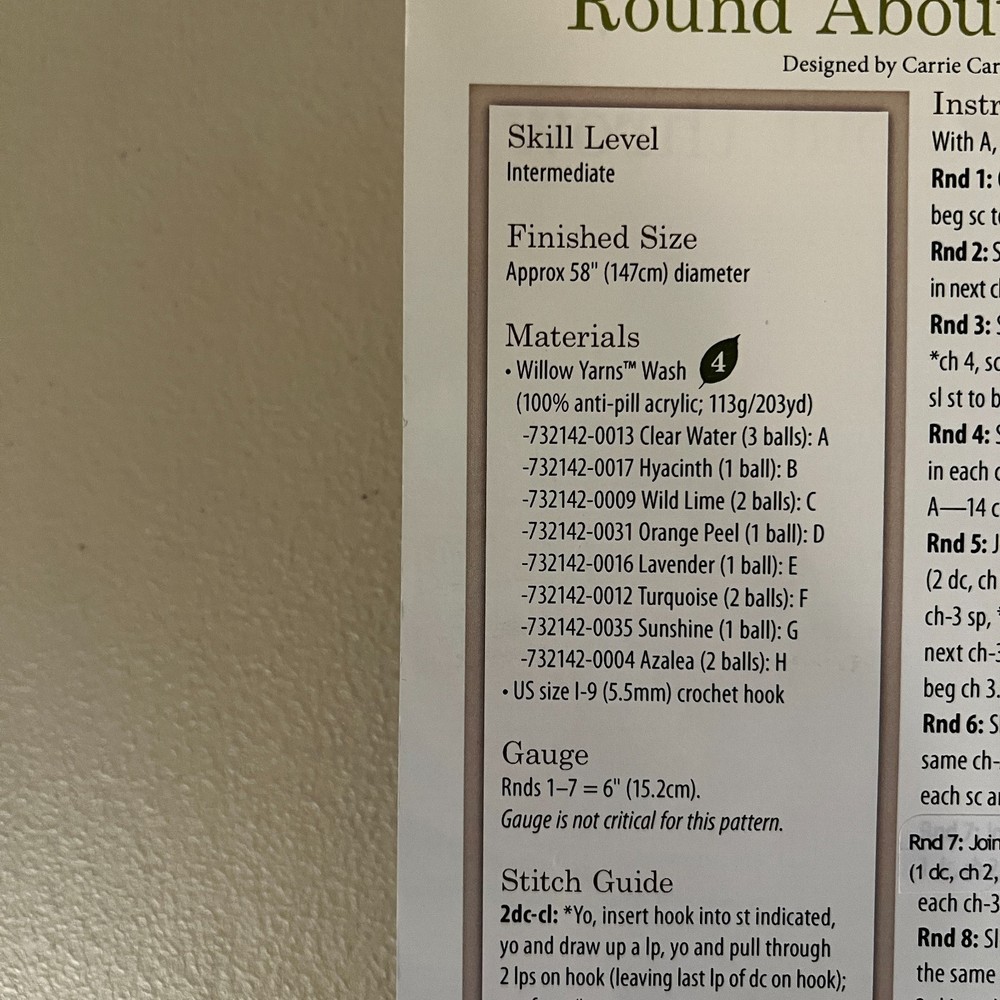 Round Abou
Designed by Carrie Car
Skill Level
Intermediate
Finished Size
Approx 58" (147cm) diameter
Materials
• Willow Yarns™ Wash 4
(100% anti-pill acrylic; 113g/203yd)
-732142-0013 Clear Water (3 balls): A
-732142-0017 Hyacinth (1 ball): B
-732142-0009 Wild Lime (2 balls): C
-732142-0031 Orange Peel (1 ball): D
-732142-0016 Lavender (1 ball): E
-732142-0012 Turquoise (2 balls): F
-732142-0035 Sunshine (1 ball): G
-732142-0004 Azalea (2 balls): H
• US size I-9 (5.5mm) crochet hook
Gauge
Rnds 1–7 = 6" (15.2cm).
Gauge is not critical for this pattern.
Stitch Guide
2dc-cl: *Yo, insert hook into st indicated,
yo and draw up a lp, yo and pull through
2 lps on hook (leaving last lp of dc on hook);
Instr
With A,
Rnd 1:
beg sc t
Rnd 2: S
in next c
Rnd 3: S
*ch 4, sc
sl st to b
Rnd 4: S
in each c
A—14 c
Rnd 5: J
(2 dc, ch
ch-3 sp, *
next ch-3
beg ch 3.
Rnd 6: S
same ch-
each sc a
Rnd 7: Join
(1 dc, ch 2,
each ch-3
Rnd 8: Sl
the same